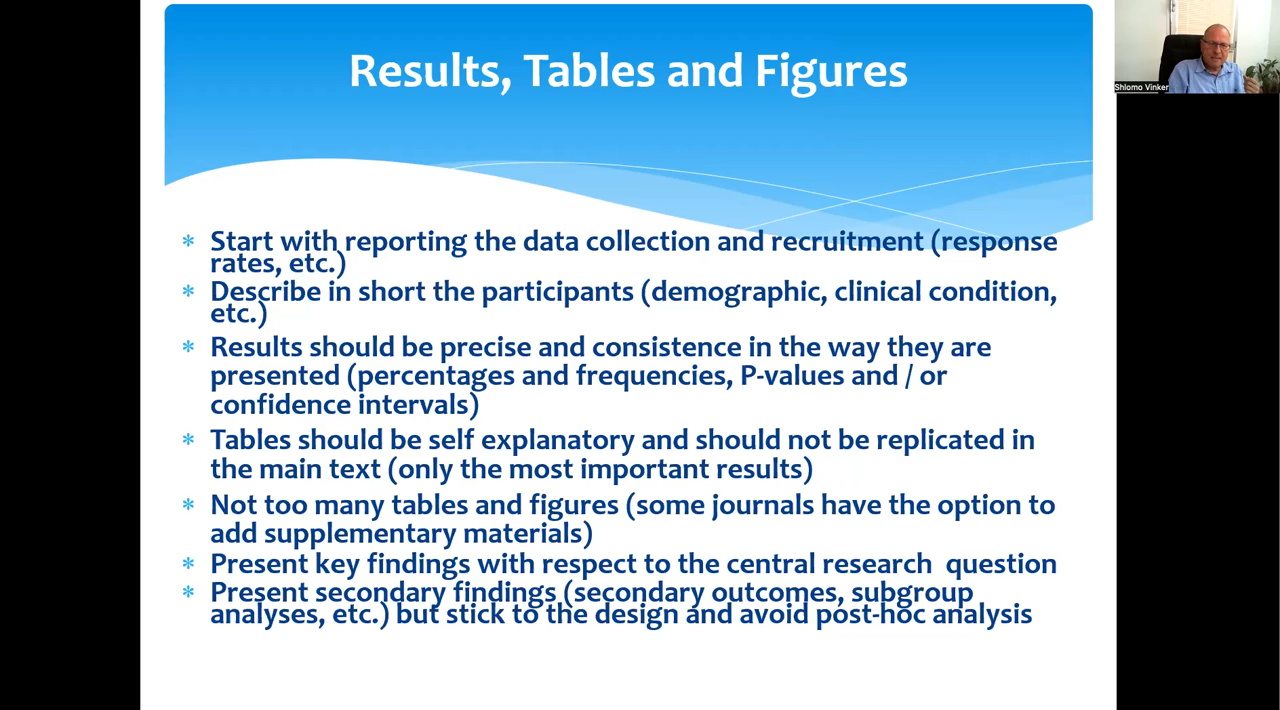 Results, Tables and Figures
Shlomo Vinker
* Start with reporting the data collection and recruitment (response
rates, etc.)
* Describe in short the participants (demographic, clinical condition,
etc.)
* Results should be precise and consistence in the way they are
presented (percentages and frequencies, P-values and / or
confidence intervals)
* Tables should be self explanatory and should not be replicated in
the main text (only the most important results)
* Not too many tables and figures (some journals have the option to
add supplementary materials)
* Present key findings with respect to the central research  question
* Present secondary findings (secondary outcomes, subgroup
analyses, etc.) but stick to the design and avoid post-hoc analysis